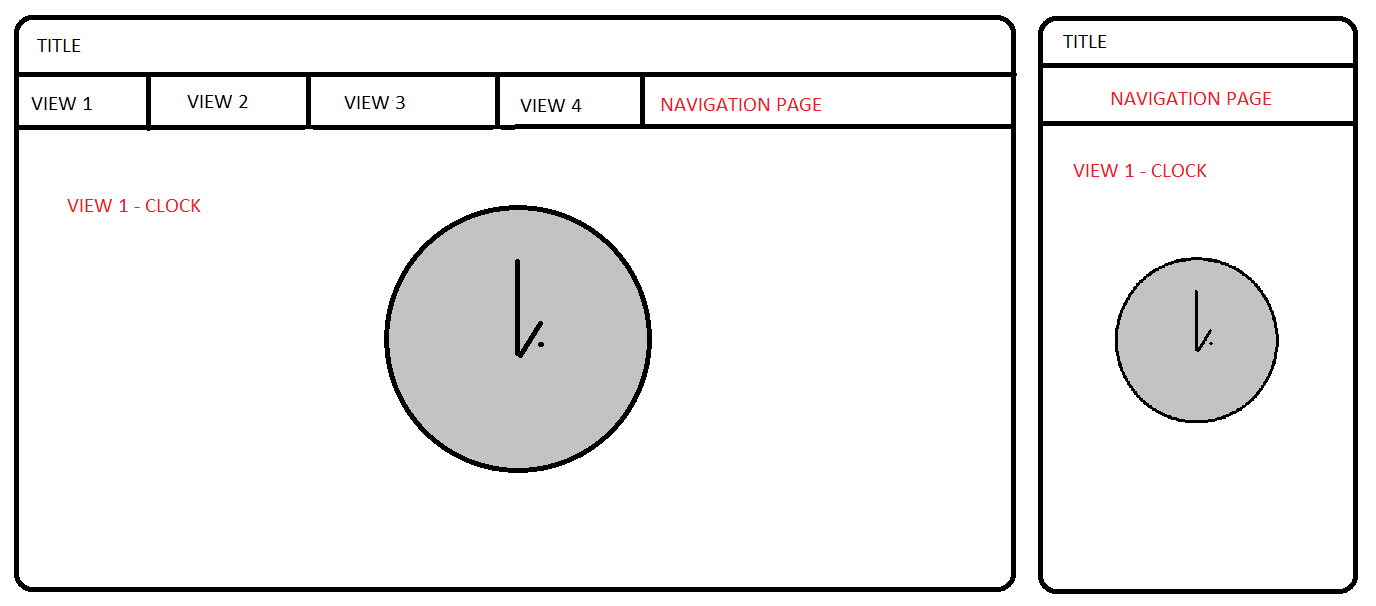 TITLE
VIEW 1
VIEW 2
VIEW 3
VIEW 4
NAVIGATION PAGE
VIEW 1 - CLOCK
TITLE
NAVIGATION PAGE
VIEW 1 - CLOCK